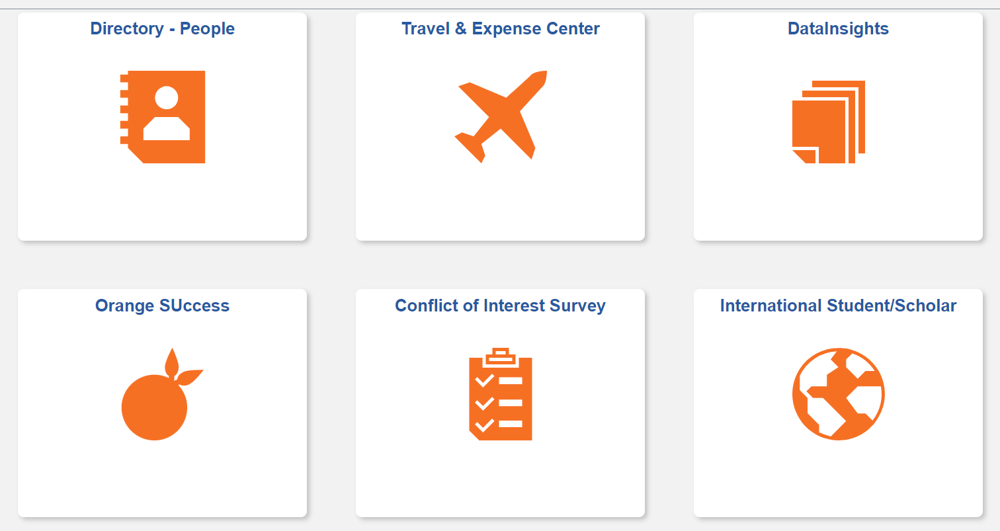 Directory - People
Travel & Expense Center
DataInsights
Orange SUccess
Conflict of Interest Survey
International Student/Scholar